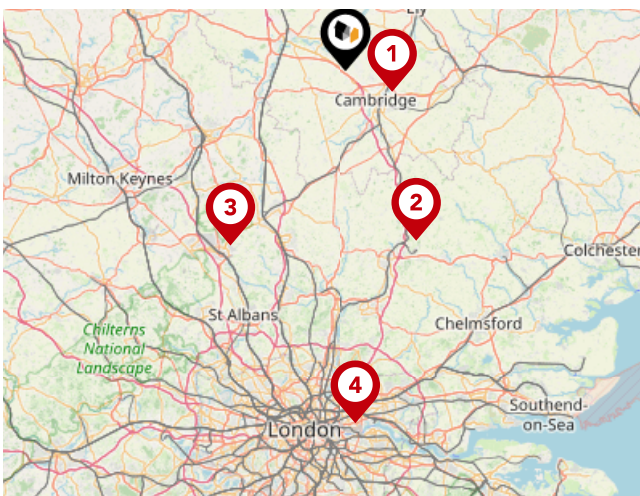 Ely
1
Cambridge
Milton Keynes
3
2
Colchester
St Albans
Chelmsford
Chilterns
National
Landscape
4
Southend-
on-Sea
London